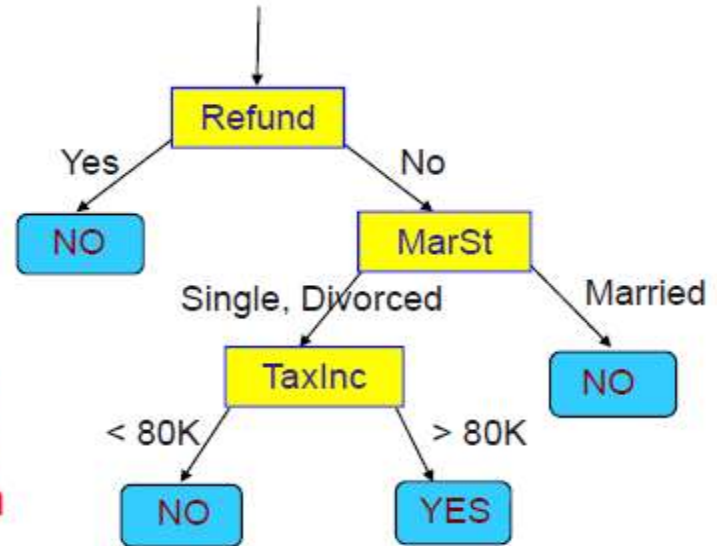 Refund
Yes
No
NO
MarSt
Single, Divorced
Married
TaxInc
NO
< 80K
> 80K
NO
YES